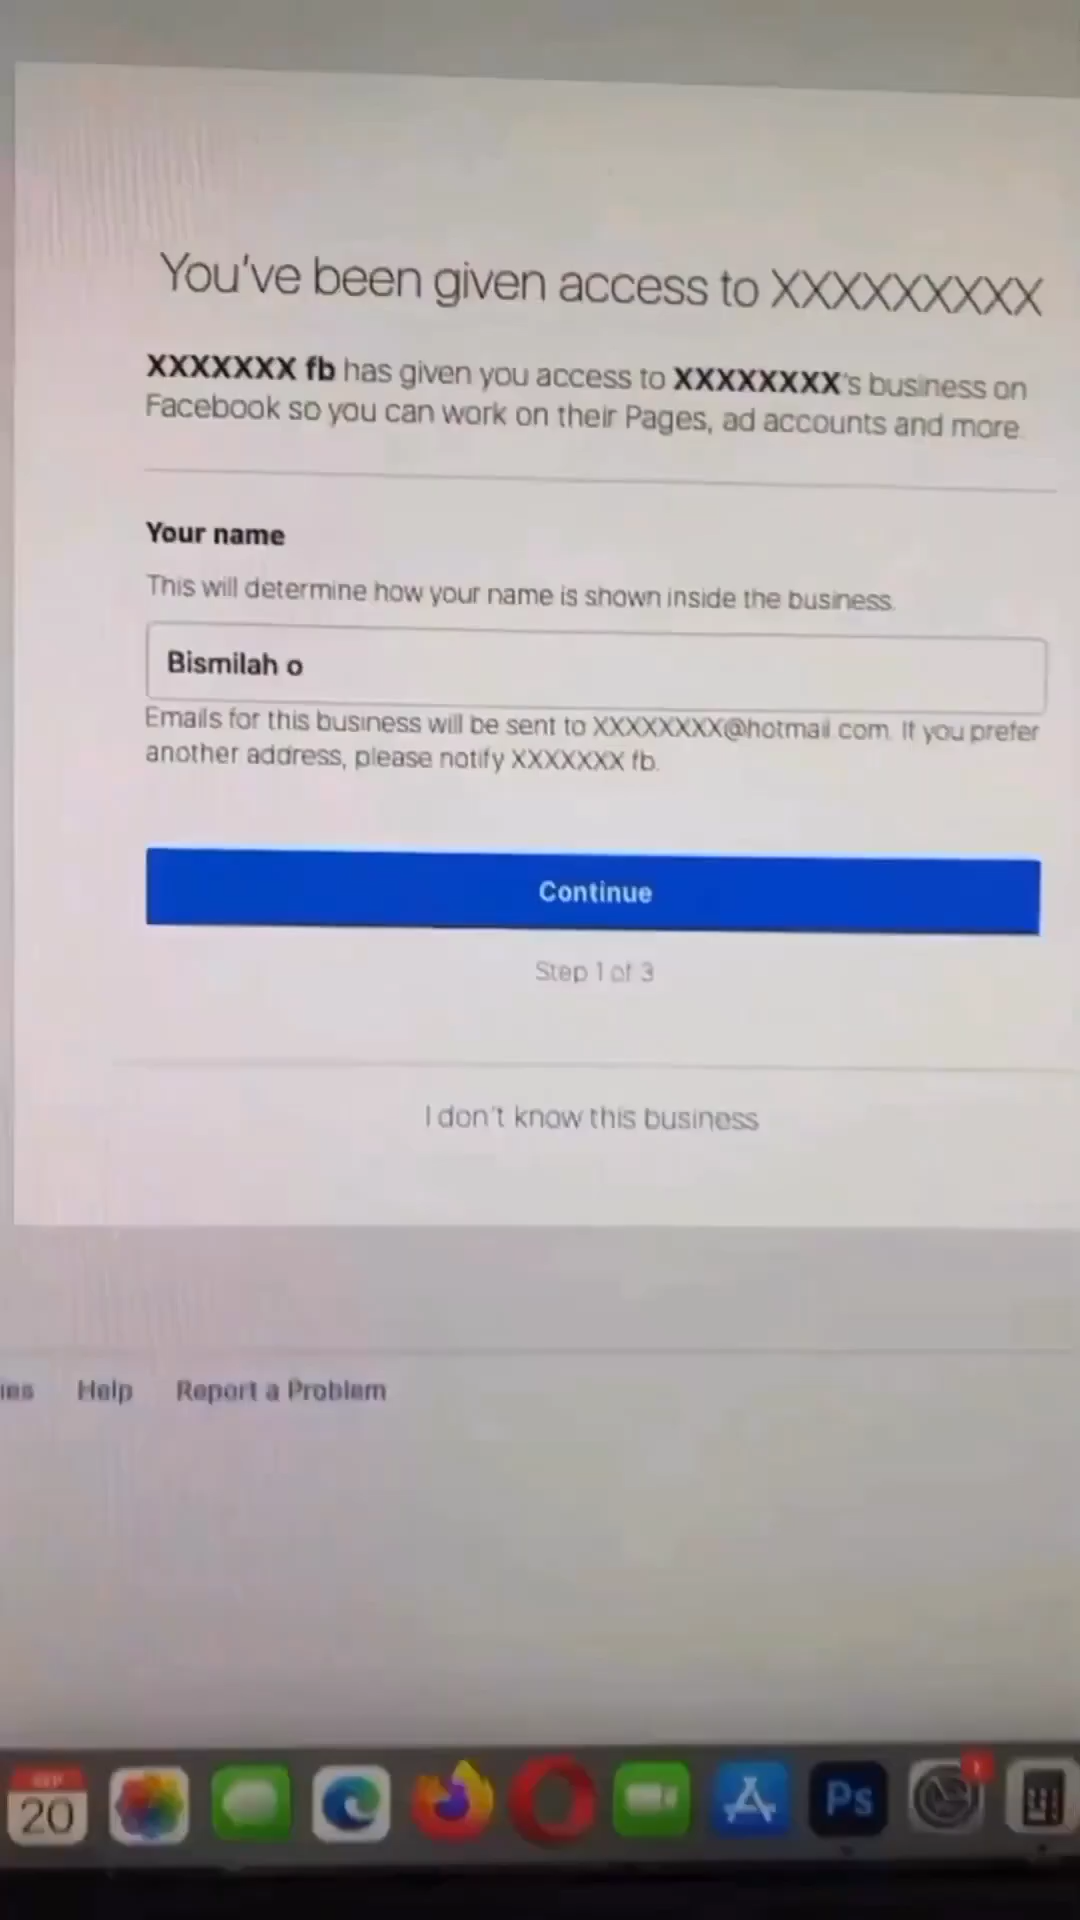 You've been given access to XXXXXXXXX
XXXXXXX fb has given you access to XXXXXXXX's business on
Facebook so you can work on their Pages, ad accounts and more.
Your name
This will determine how your name is shown inside the business.
Bismilah o
Emails for this business will be sent to XXXXXXXX@hotmail.com. If you prefer
another address, please notify XXXXXXX fb.
Continue
Step 1 of 3
I don't know this business
Help Report a Problem
SEP
20
Ps
1